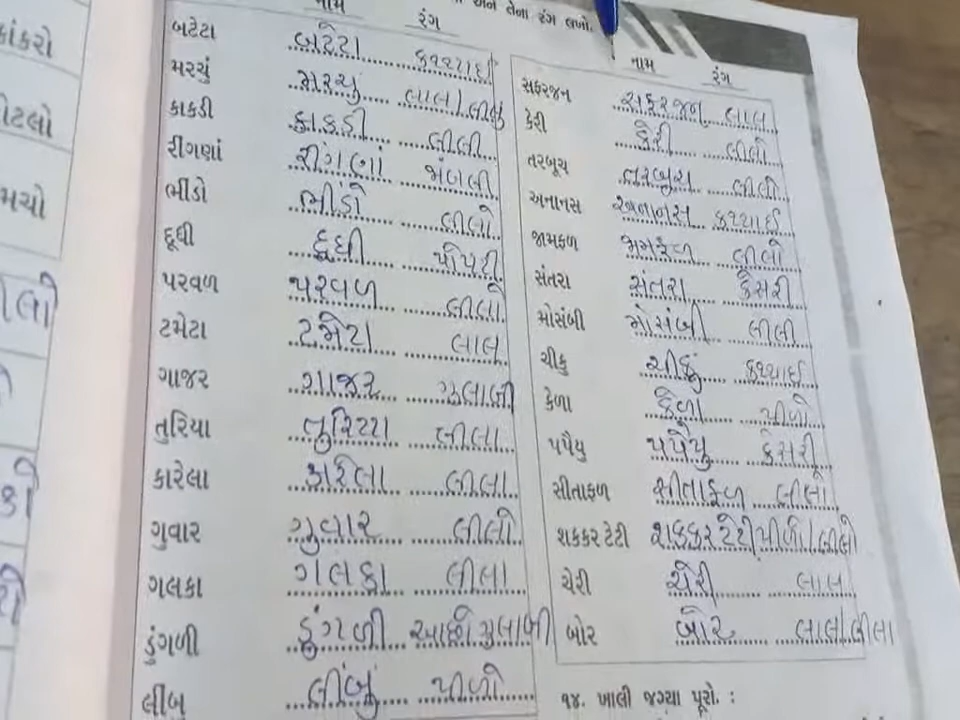 કાંકરો
ોટલો
મચો
ીલો
અને તેના રંગ લખો.
નામ રંગ
બટેટા બટેટા કથ્થાઈ
મરચું મરચું લાલ/લીલું
કાકડી કાકડી લીલી
રીંગણાં રીંગણાં જાંબલી
ભીંડો ભીંડો લીલો
દૂધી દુધી પોપટી
પરવળ પરવળ લીલા
ટમેટા ટમેટા લાલ
ગાજર ગાજર ગુલાબી
તુરિયા તુરિયા લીલા
કારેલા કારેલા લીલા
ગુવાર ગુવાર લીલો
ગલકા ગલકા લીલા
ડુંગળી ડુંગળી આછી ગુલાબી
લીંબુ લીંબું પીળો
નામ રંગ
સફરજન સફરજન લાલ
કેરી કેરી લીલો
તરબૂચ તરબુચ લીલી
અનાનસ અનાનસ કથ્થાઈ
જામફળ જામફળ લીલો
સંતરા સંતરા કેસરી
મોસંબી મોસંબી લીલી
ચીકુ ચીકું કથ્થાઈ
કેળા કેળાં પીળો
પપૈયુ પપૈયુ કેસરી
સીતાફળ સીતાફળ લીલા
શકકર ટેટી શકકર ટેટી પીળી/લીલો
ચેરી ચેરી લાલ
બોર બોર લાલ/લીલા
૧૪. ખાલી જગ્યા પૂરો. :